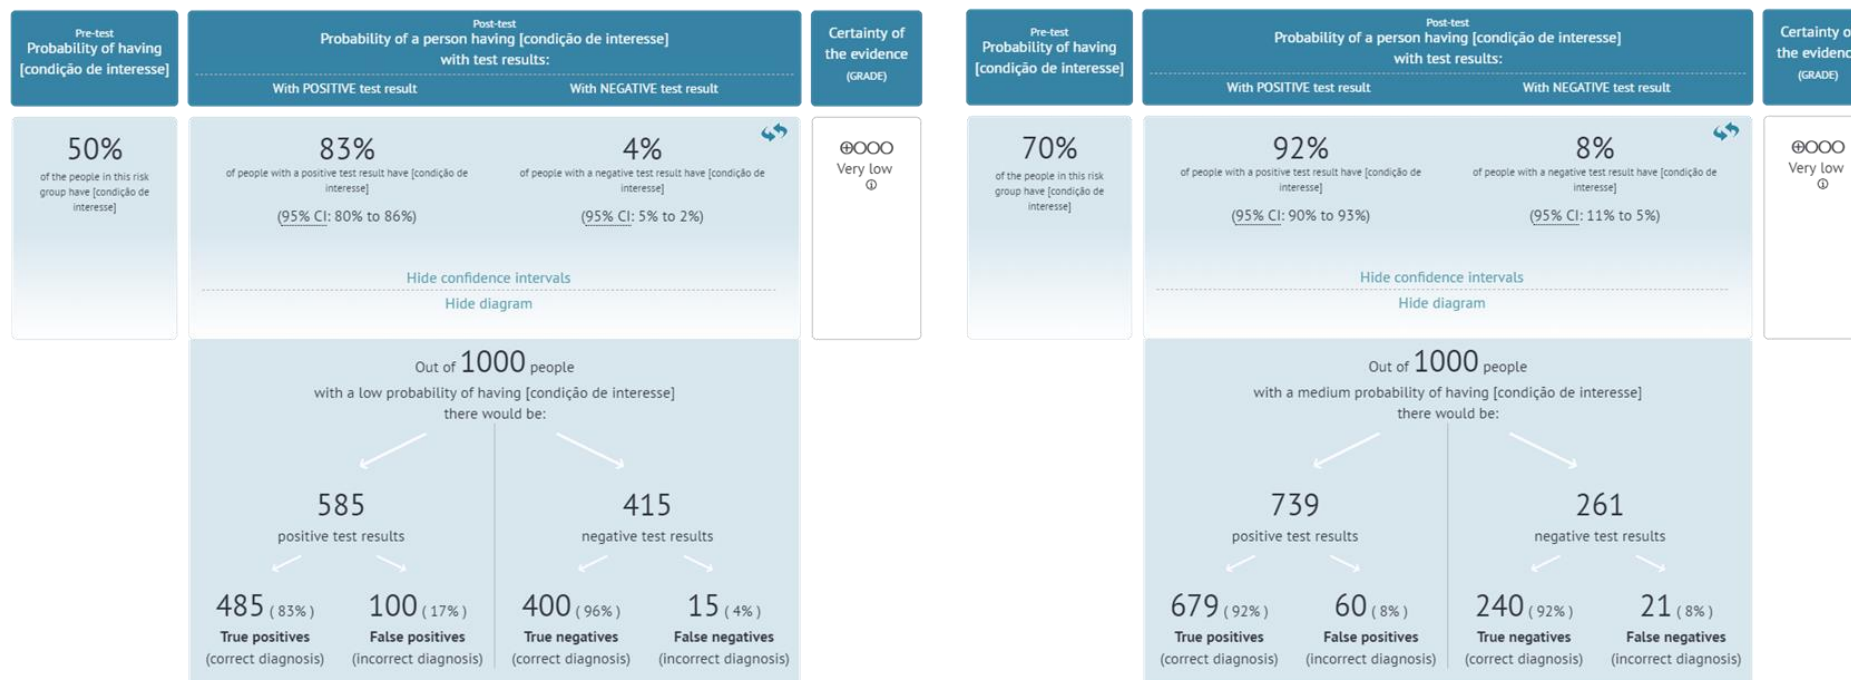 Pre-test
Probability of having
[condição de interesse]
Post-test
Probability of a person having [condição de interesse]
with test results:
With POSITIVE test result
With NEGATIVE test result
Certainty of
the evidence
(GRADE)
50%
of the people in this risk
group have [condição de
interesse]
83%
of people with a positive test result have [condição de
interesse]
(95% CI: 80% to 86%)
4%
of people with a negative test result have [condição de
interesse]
(95% CI: 5% to 2%)
Hide confidence intervals
Hide diagram
Very low
Out of 1000 people
with a low probability of having [condição de interesse]
there would be:
585
positive test results
415
negative test results
485 ( 83% )
True positives
(correct diagnosis)
100 ( 17% )
False positives
(incorrect diagnosis)
400 ( 96% )
True negatives
(correct diagnosis)
15 ( 4% )
False negatives
(incorrect diagnosis)
Pre-test
Probability of having
[condição de interesse]
Post-test
Probability of a person having [condição de interesse]
with test results:
With POSITIVE test result
With NEGATIVE test result
Certainty o
the evidenc
(GRADE)
70%
of the people in this risk
group have [condição de
interesse]
92%
of people with a positive test result have [condição de
interesse]
(95% CI: 90% to 93%)
8%
of people with a negative test result have [condição de
interesse]
(95% CI: 11% to 5%)
Hide confidence intervals
Hide diagram
Very low
Out of 1000 people
with a medium probability of having [condição de interesse]
there would be:
739
positive test results
261
negative test results
679 ( 92% )
True positives
(correct diagnosis)
60 ( 8% )
False positives
(incorrect diagnosis)
240 ( 92% )
True negatives
(correct diagnosis)
21 ( 8% )
False negatives
(incorrect diagnosis)